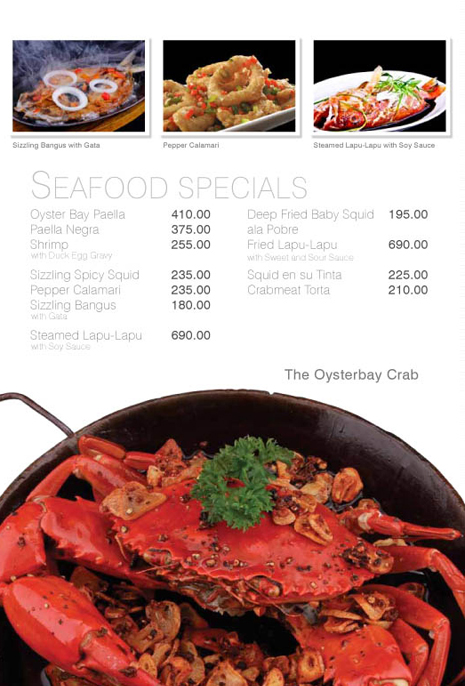 Sizzling Bangus with Gata
Pepper Calamari
Steamed Lapu-Lapu with Soy Sauce
SEAFOOD SPECIALS
Oyster Bay Paella 410.00
Paella Negra 375.00
Shrimp 255.00
with Duck Egg Gravy
Sizzling Spicy Squid 235.00
Pepper Calamari 235.00
Sizzling Bangus 180.00
with Gata
Steamed Lapu-Lapu 690.00
with Soy Sauce
Deep Fried Baby Squid 195.00
ala Pobre
Fried Lapu-Lapu 690.00
with Sweet and Sour Sauce
Squid en su Tinta 225.00
Crabmeat Torta 210.00
The Oysterbay Crab